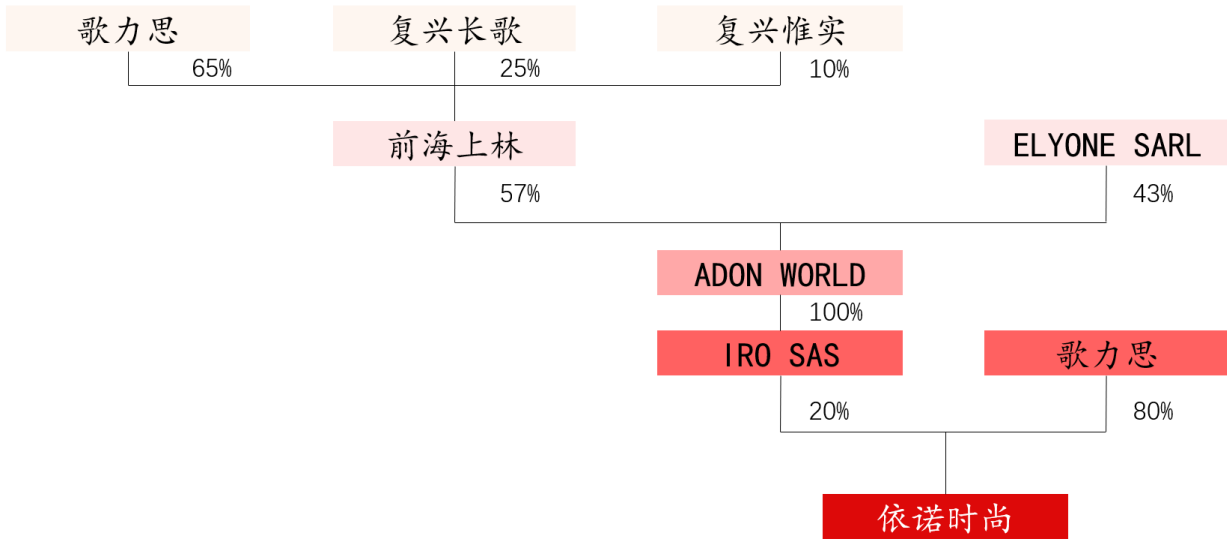 歌力思 复兴长歌 复兴惟实
65% 25% 10%
前海上林 ELYONE SARL
57% 43%
ADON WORLD
100%
IRO SAS 歌力思
20% 80%
依诺时尚